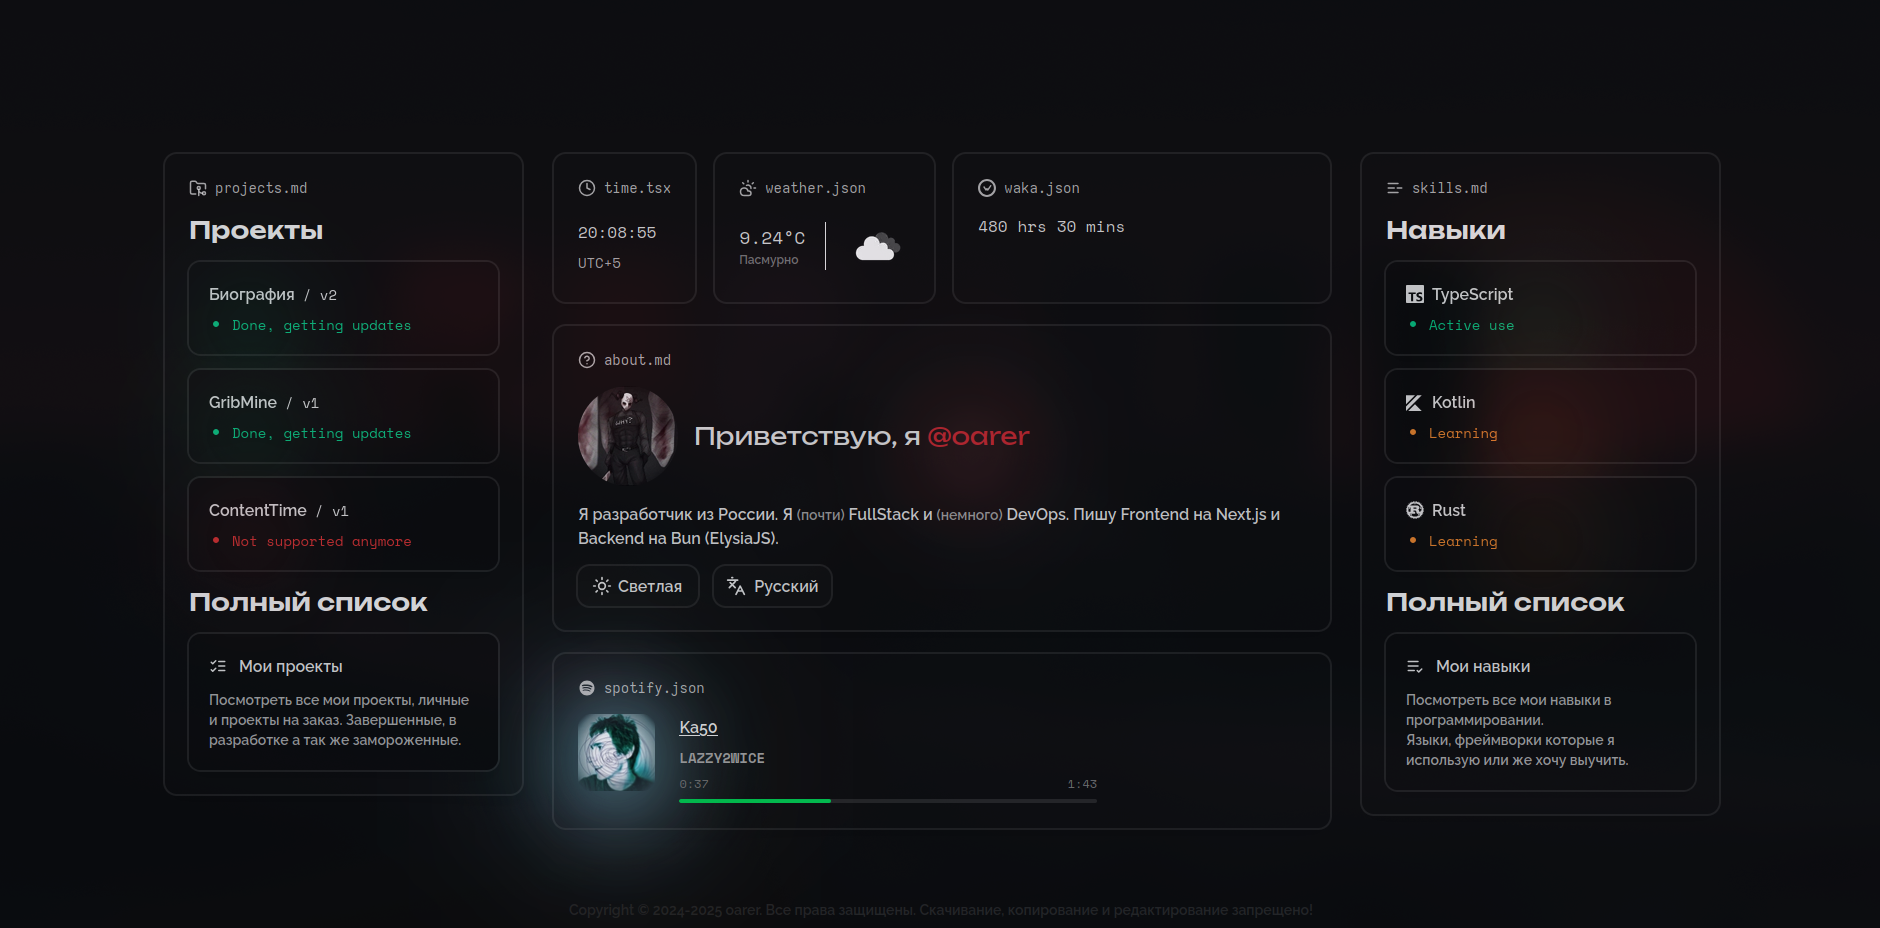 projects.md
Проекты
Биография / v2
Done, getting updates
GribMine / v1
Done, getting updates
ContentTime / v1
Not supported anymore
Полный список
Мои проекты
Посмотреть все мои проекты, личные
и проекты на заказ. Завершенные, в
разработке а так же замороженные.
time.tsx
20:08:55
UTC+5
weather.json
9.24°C
Пасмурно
waka.json
480 hrs 30 mins
about.md
Приветствую, я @oarer
Я разработчик из России. Я (почти) FullStack и (немного) DevOps. Пишу Frontend на Next.js и
Backend на Bun (ElysiaJS).
Светлая
Русский
spotify.json
Ka50
LAZZY2WICE
0:37
1:43
skills.md
Навыки
TS TypeScript
Active use
Kotlin
Learning
Rust
Learning
Полный список
Мои навыки
Посмотреть все мои навыки в
программировании.
Языки, фреймворки которые я
использую или же хочу выучить.
Copyright © 2024-2025 oarer. Все права защищены. Скачивание, копирование и редактирование запрещено!